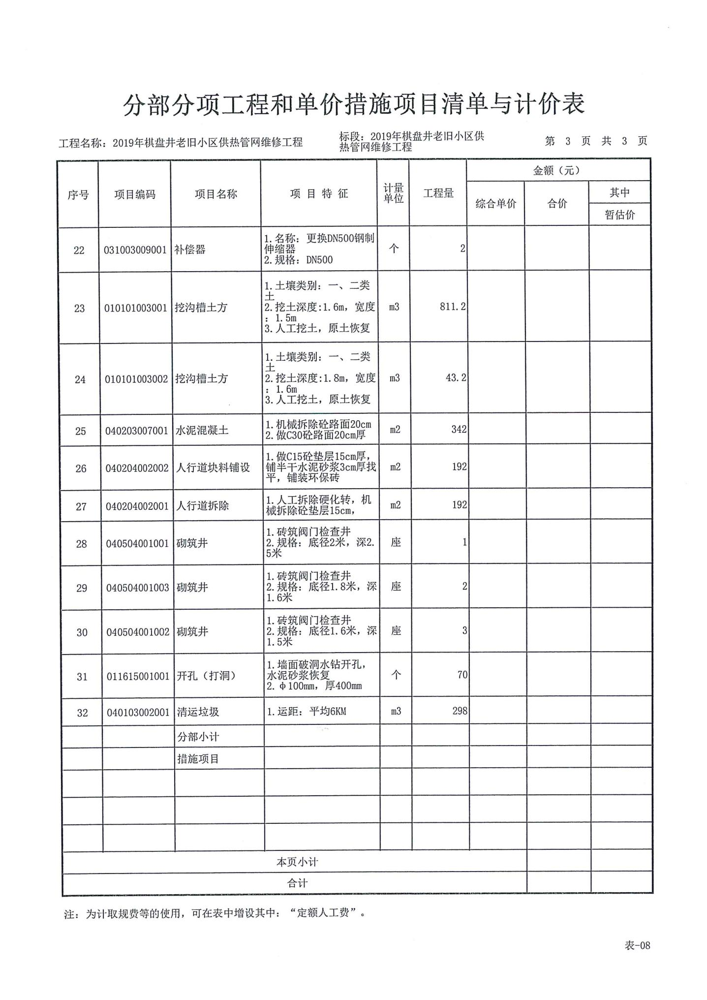 分部分项工程和单价措施项目清单与计价表
工程名称：2019年棋盘井老旧小区供热管网维修工程
标段：2019年棋盘井老旧小区供
热管网维修工程
第 3 页 共 3 页
序号 项目编码 项目名称 项 目 特 征 计量 单位 工程量 金额（元）
综合单价 合价 其中
暂估价
22 031003009001 补偿器 1.名称：更换DN500钢制
伸缩器
2.规格：DN500 个 2
23 010101003001 挖沟槽土方 1.土壤类别：一、二类
土
2.挖土深度:1.6m，宽度
：1.5m
3.人工挖土，原土恢复 m3 811.2
24 010101003002 挖沟槽土方 1.土壤类别：一、二类
土
2.挖土深度:1.8m，宽度
：1.6m
3.人工挖土，原土恢复 m3 43.2
25 040203007001 水泥混凝土 1.机械拆除砼路面20cm
2.做C30砼路面20cm厚 m2 342
26 040204002002 人行道块料铺设 1.做C15砼垫层15cm厚，
铺半干水泥砂浆3cm厚找
平，铺装环保砖 m2 192
27 040204002001 人行道拆除 1.人工拆除硬化转，机
械拆除砼垫层15cm， m2 192
28 040504001001 砌筑井 1.砖筑阀门检查井
2.规格：底径2米，深2.
5米 座 1
29 040504001003 砌筑井 1.砖筑阀门检查井
2.规格：底径1.8米，深
1.6米 座 2
30 040504001002 砌筑井 1.砖筑阀门检查井
2.规格：底径1.6米，深
1.5米 座 3
31 011615001001 开孔（打洞） 1.墙面破洞水钻开孔，
水泥砂浆恢复
2.φ100mm，厚400mm 个 70
32 040103002001 清运垃圾 1.运距：平均6KM m3 298
分部小计
措施项目
本页小计
合计
注：为计取规费等的使用，可在表中增设其中：“定额人工费”。
表-08